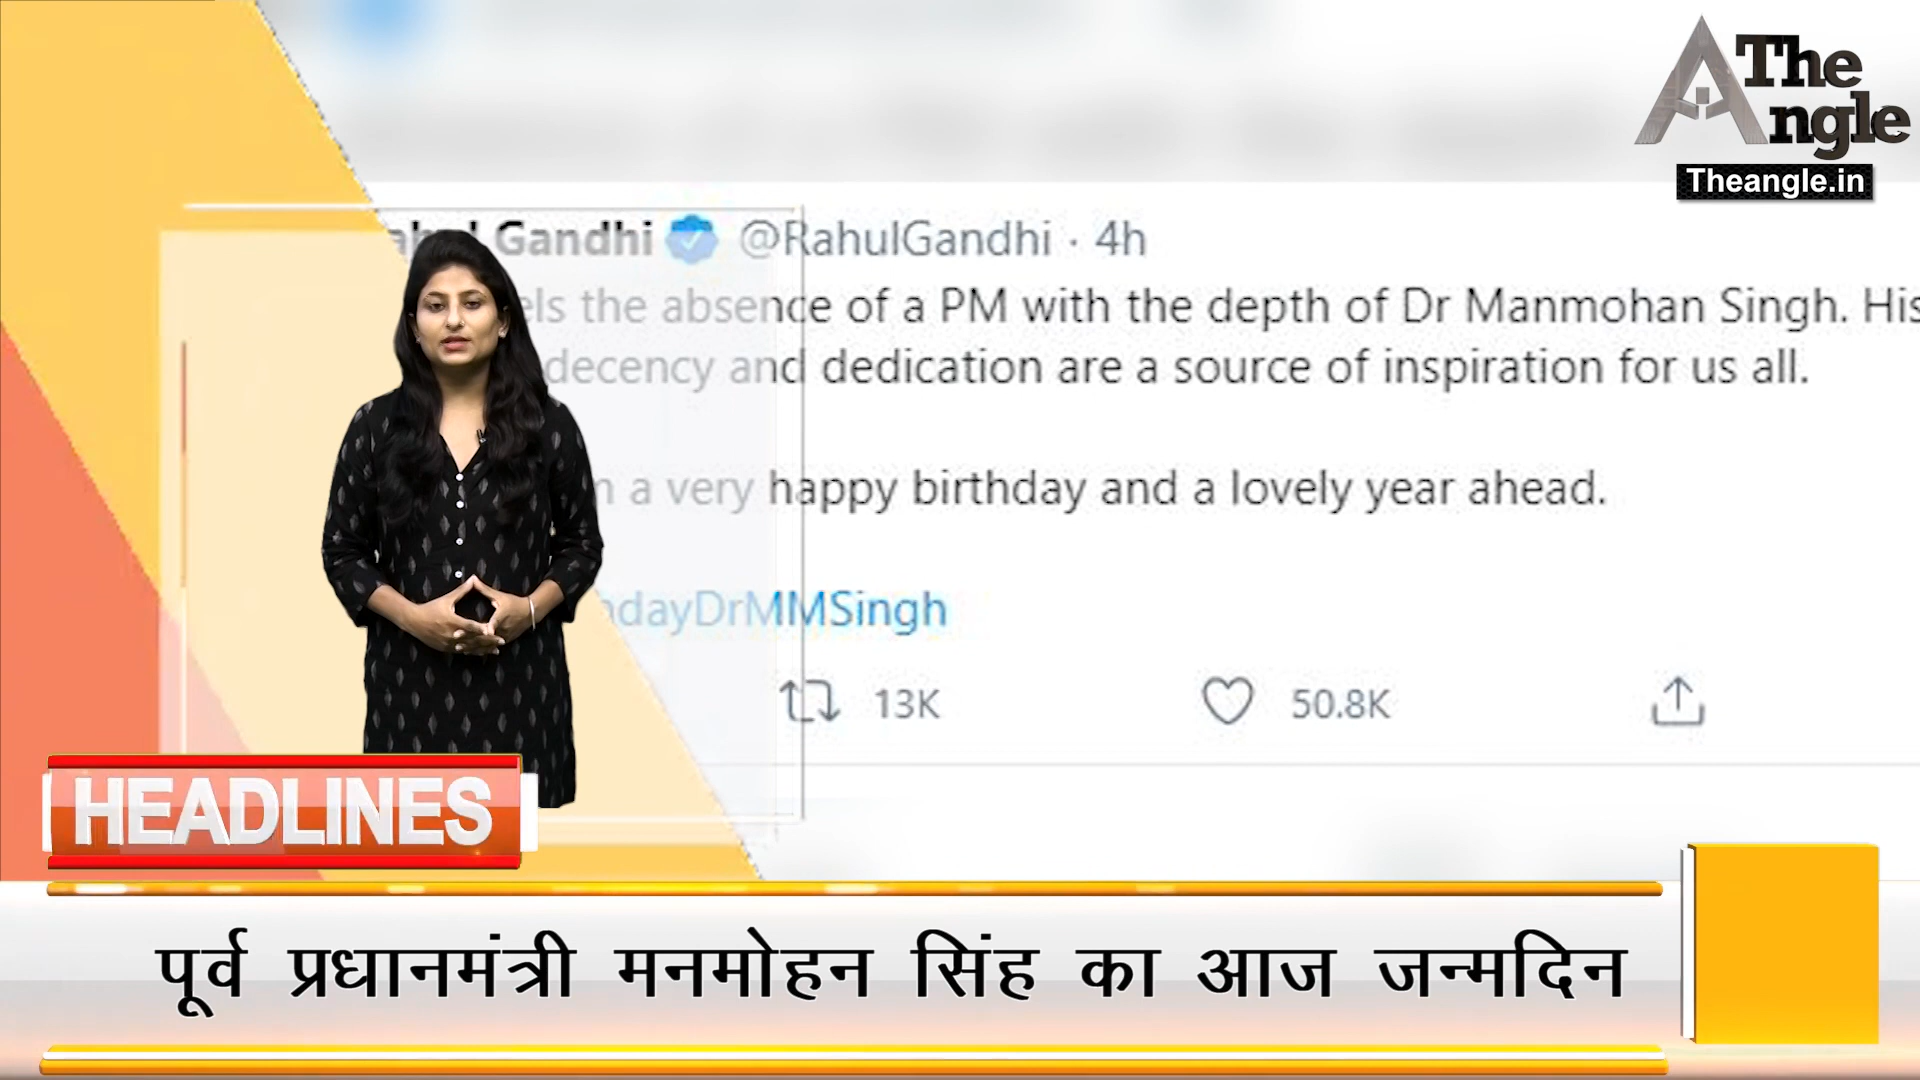 The
Angle
Theangle.in
Gandhi @RahulGandhi · 4h
the absence of a PM with the depth of Dr Manmohan Singh. His
decency and dedication are a source of inspiration for us all.
a very happy birthday and a lovely year ahead.
dayDrMMSingh
13K 50.8K
HEADLINES
पूर्व प्रधानमंत्री मनमोहन सिंह का आज जन्मदिन